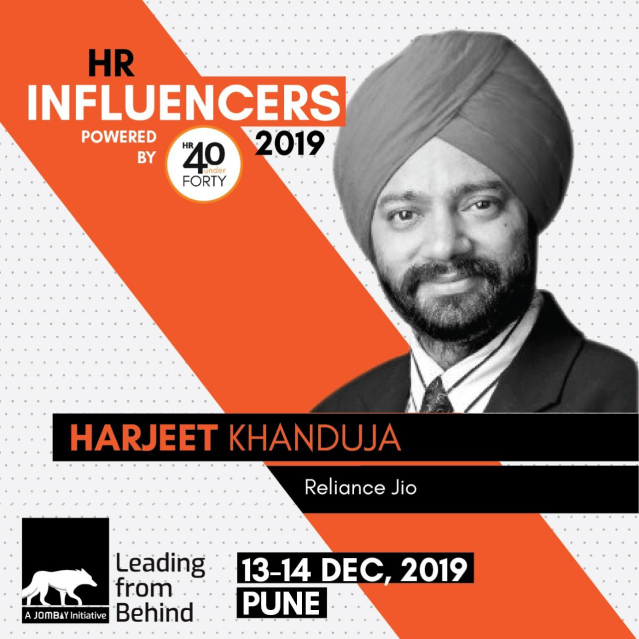 HR
INFLUENCERS
POWERED
BY
HR
40
under
FORTY
2019
HARJEET KHANDUJA
Reliance Jio
A JOMBAY Initiative
Leading
from
Behind
13-14 DEC, 2019
PUNE